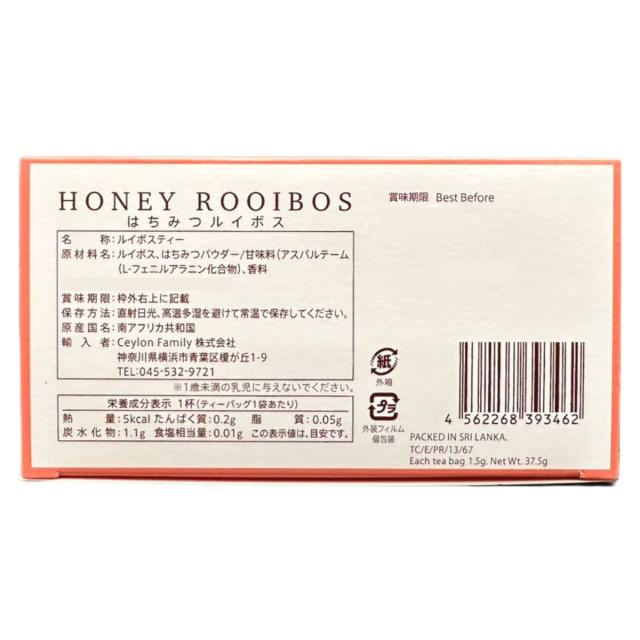 HONEY ROOIBOS
はちみつルイボス
名　　称：ルイボスティー
原材料名：ルイボス、はちみつパウダー/甘味料（アスパルテーム
（L-フェニルアラニン化合物）、香料
賞味期限：枠外右上に記載
保存方法：直射日光、高温多湿を避けて常温で保存してください。
原産国名：南アフリカ共和国
輸 入 者：Ceylon Family 株式会社
神奈川県横浜市青葉区榎が丘1-9
TEL:045-532-9721
※1歳未満の乳児に与えないでください。
栄養成分表示 1杯（ティーバッグ1袋あたり）
熱　　量：5kcal たんぱく質：0.2g 脂　　質：0.05g
炭水化物：1.1g 食塩相当量：0.01g この表示値は、目安です。
賞味期限 Best Before
紙
外箱
プラ
外装フィルム
個包装
4 562268 393462
PACKED IN SRI LANKA.
TC/E/PR/13/67
Each tea bag 1.5g. Net Wt. 37.5g